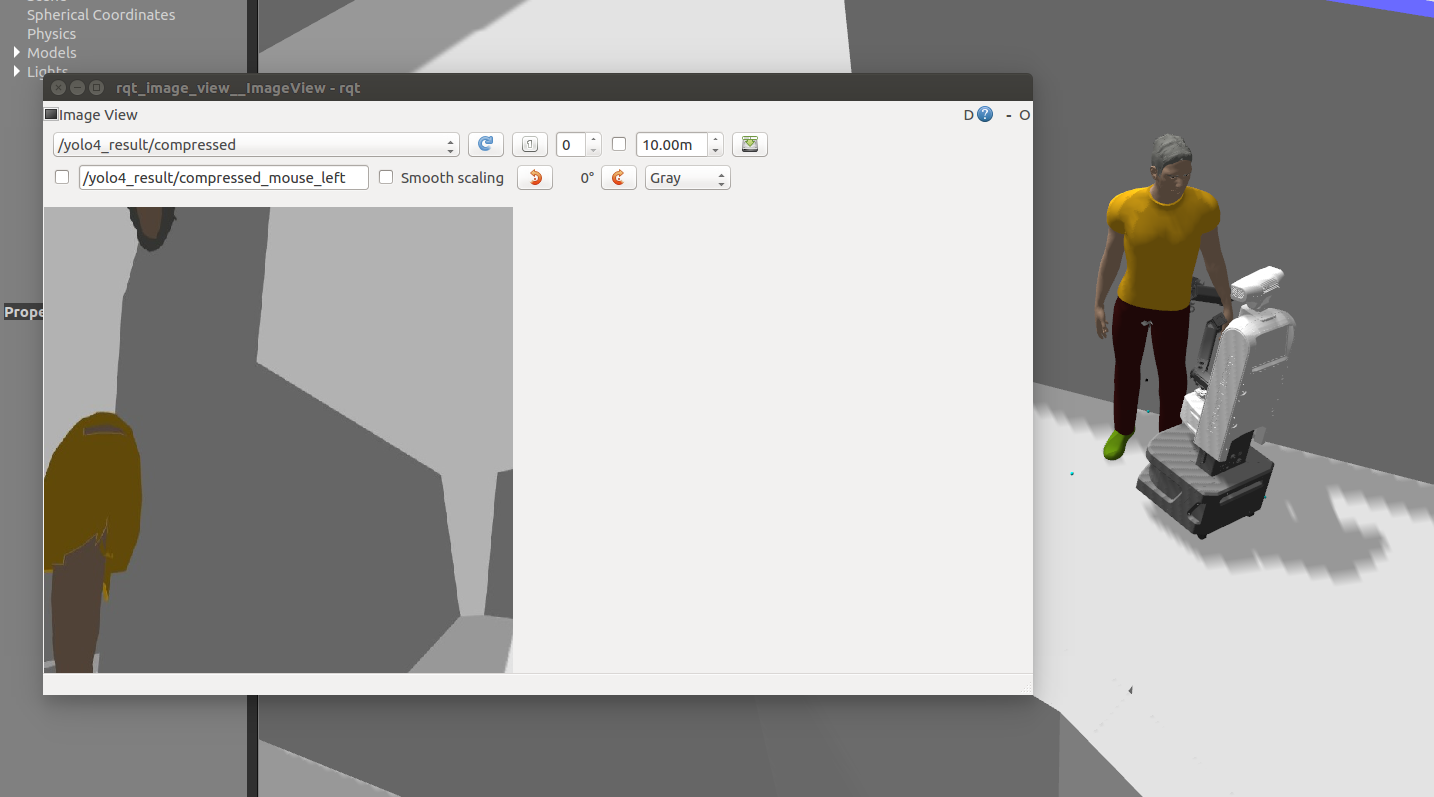 Spherical Coordinates
Physics
Models
Lights
rqt_image_view__ImageView - rqt
Image View
D ? - O
/yolo4_result/compressed
0
10.00m
/yolo4_result/compressed_mouse_left
Smooth scaling
0°
Gray
Prope